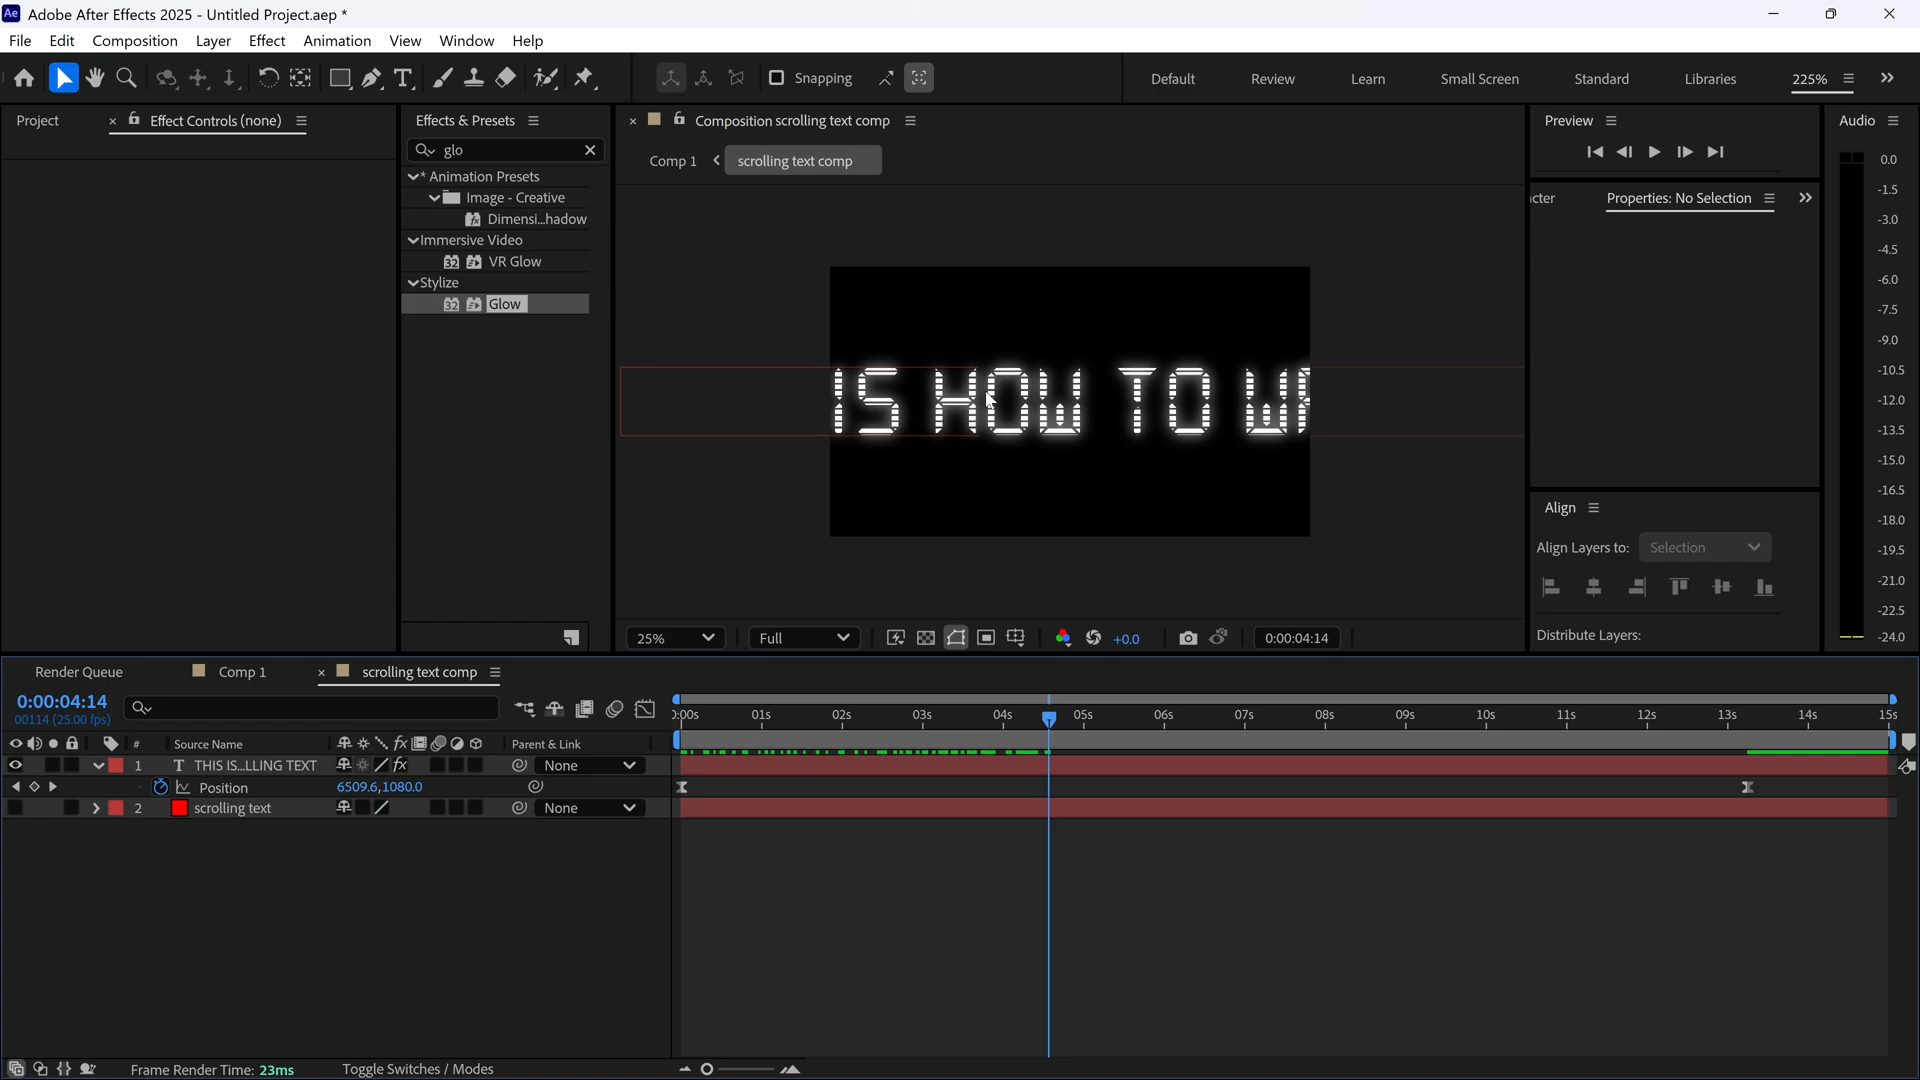 Ae Adobe After Effects 2025 - Untitled Project.aep *
File Edit Composition Layer Effect Animation View Window Help
Snapping Default Review Learn Small Screen Standard Libraries 225%
Project Effect Controls (none)
Effects & Presets
glo
* Animation Presets
Image - Creative
Dimensi...hadow
Immersive Video
32 VR Glow
Stylize
32 Glow
Composition scrolling text comp
Comp 1 scrolling text comp
IS HOW TO W
25% Full +0.0 0:00:04:14
Preview
cter Properties: No Selection
Align
Align Layers to: Selection
Distribute Layers:
Audio
0.0
-1.5
-3.0
-4.5
-6.0
-7.5
-9.0
-10.5
-12.0
-13.5
-15.0
-16.5
-18.0
-19.5
-21.0
-22.5
-24.0
Render Queue Comp 1 scrolling text comp
0:00:04:14
00114 (25.00 fps)
):00s 01s 02s 03s 04s 05s 06s 07s 08s 09s 10s 11s 12s 13s 14s 15s
# Source Name fx Parent & Link
1 T THIS IS...LLING TEXT fx None
Position 6509.6,1080.0
2 scrolling text None
Frame Render Time: 23ms Toggle Switches / Modes